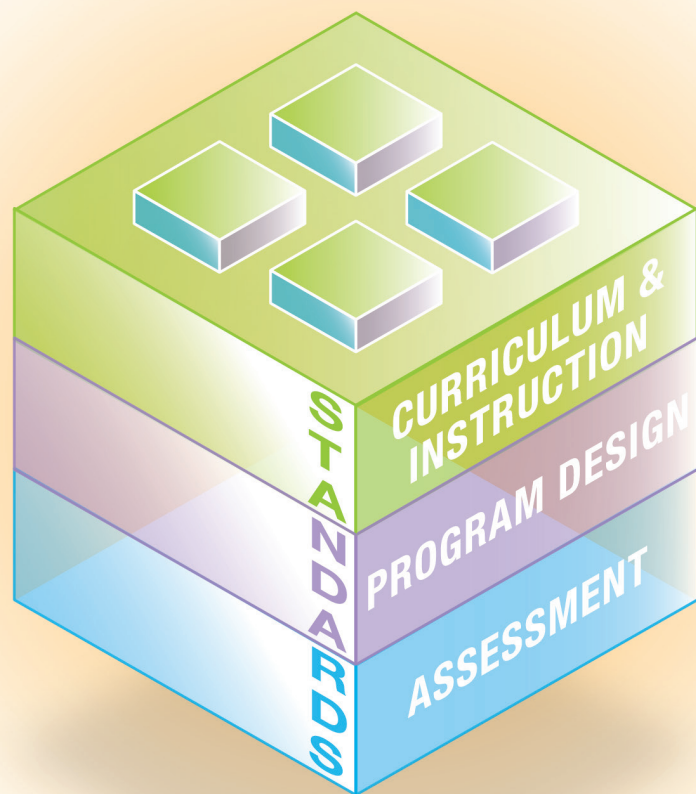 CURRICULUM &
INSTRUCTION
PROGRAM DESIGN
ASSESSMENT
STANDARDS